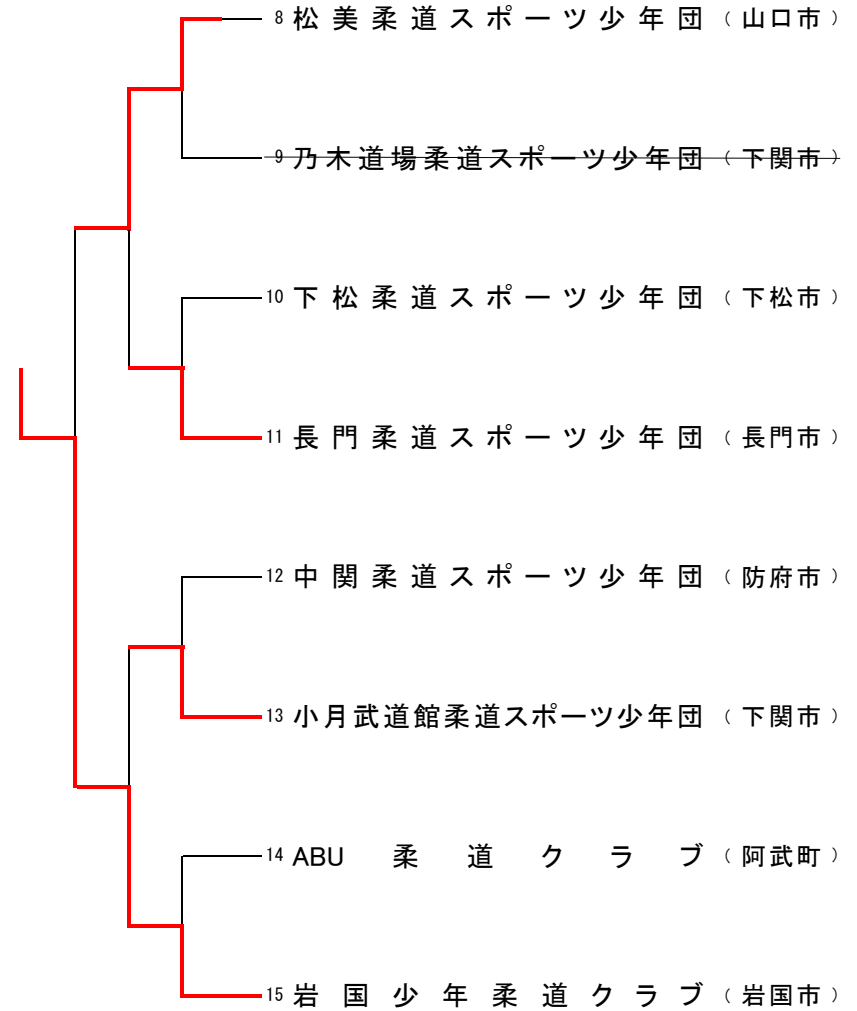 8 松美柔道スポーツ少年団 （山口市）
9 乃木道場柔道スポーツ少年団 （下関市）
10 下松柔道スポーツ少年団 （下松市）
11 長門柔道スポーツ少年団 （長門市）
12 中関柔道スポーツ少年団 （防府市）
13 小月武道館柔道スポーツ少年団 （下関市）
14 ABU 柔道クラブ （阿武町）
15 岩国少年柔道クラブ （岩国市）